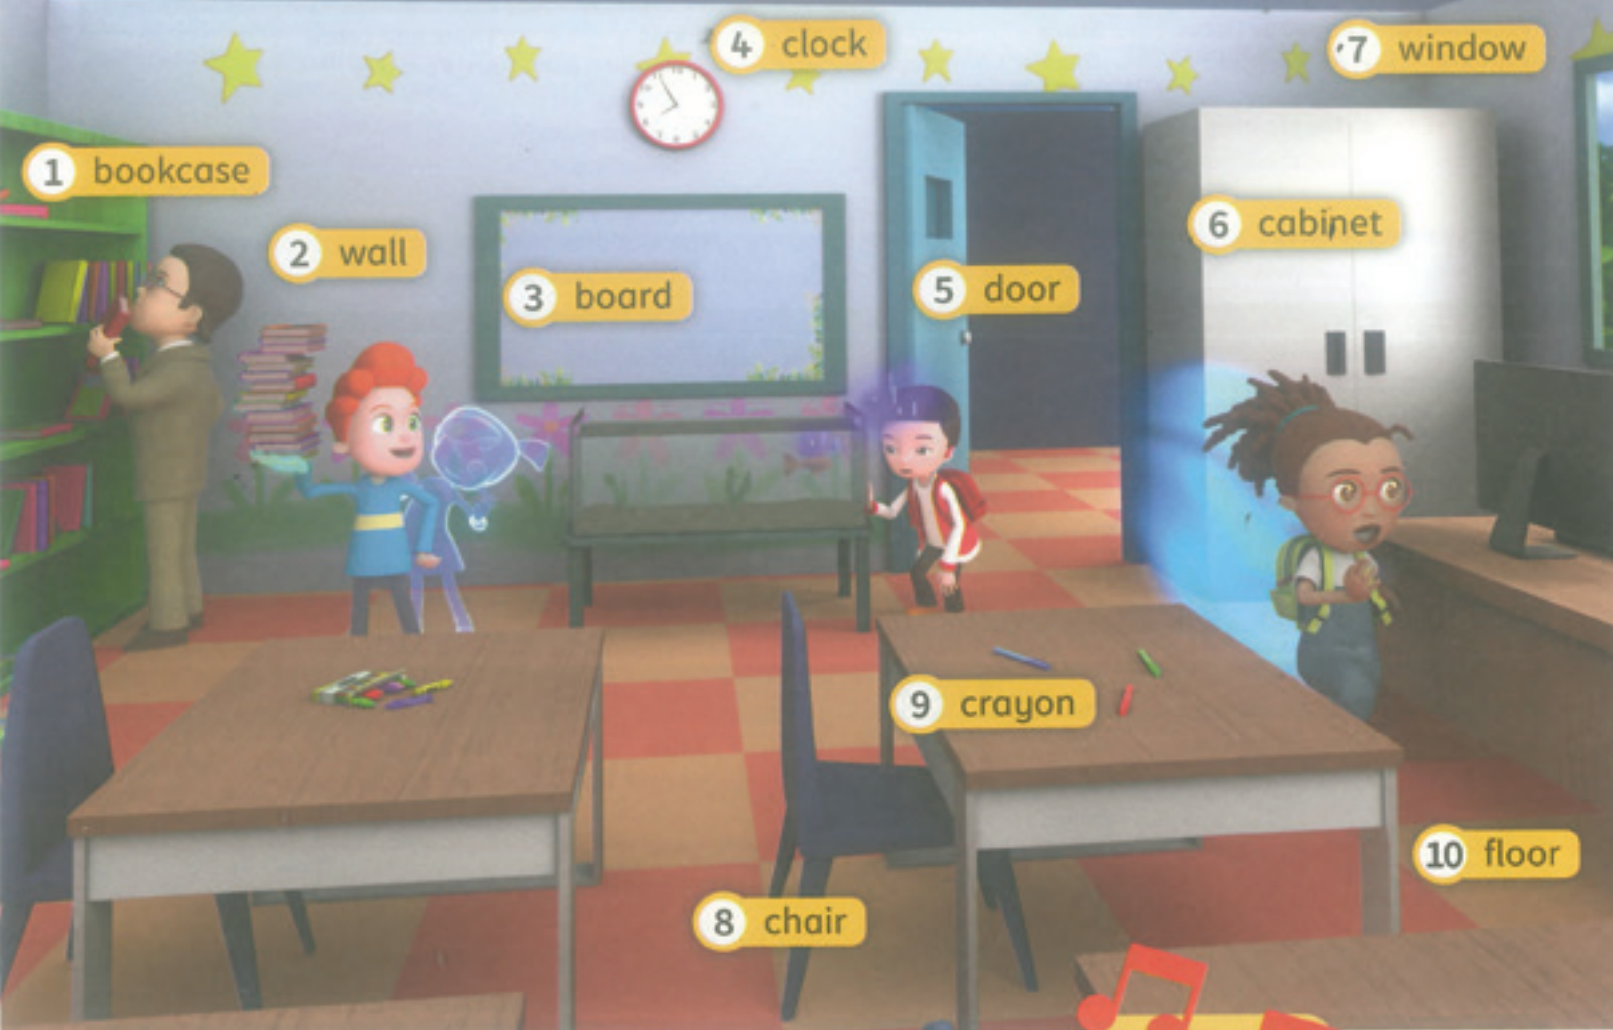 1 bookcase
2 wall
3 board
4 clock
5 door
6 cabinet
7 window
8 chair
9 crayon
10 floor